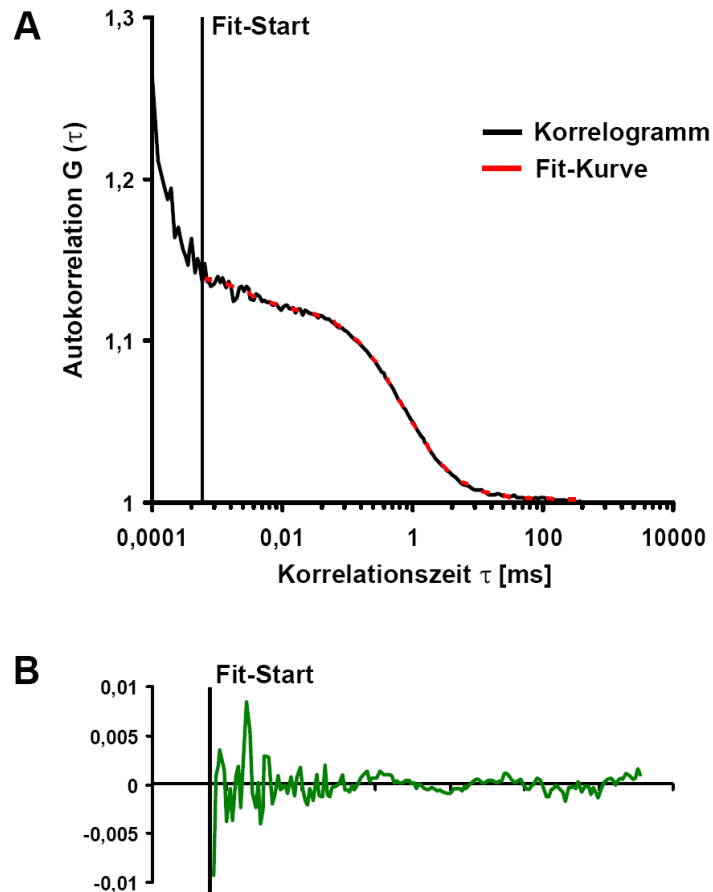 A
1,3
Fit-Start
Autokorrelation G (τ)
Korrelogramm
Fit-Kurve
1,2
1,1
1
0,0001 0,01 1 100 10000
Korrelationszeit τ [ms]
B
Fit-Start
0,01
0,005
0
-0,005
-0,01